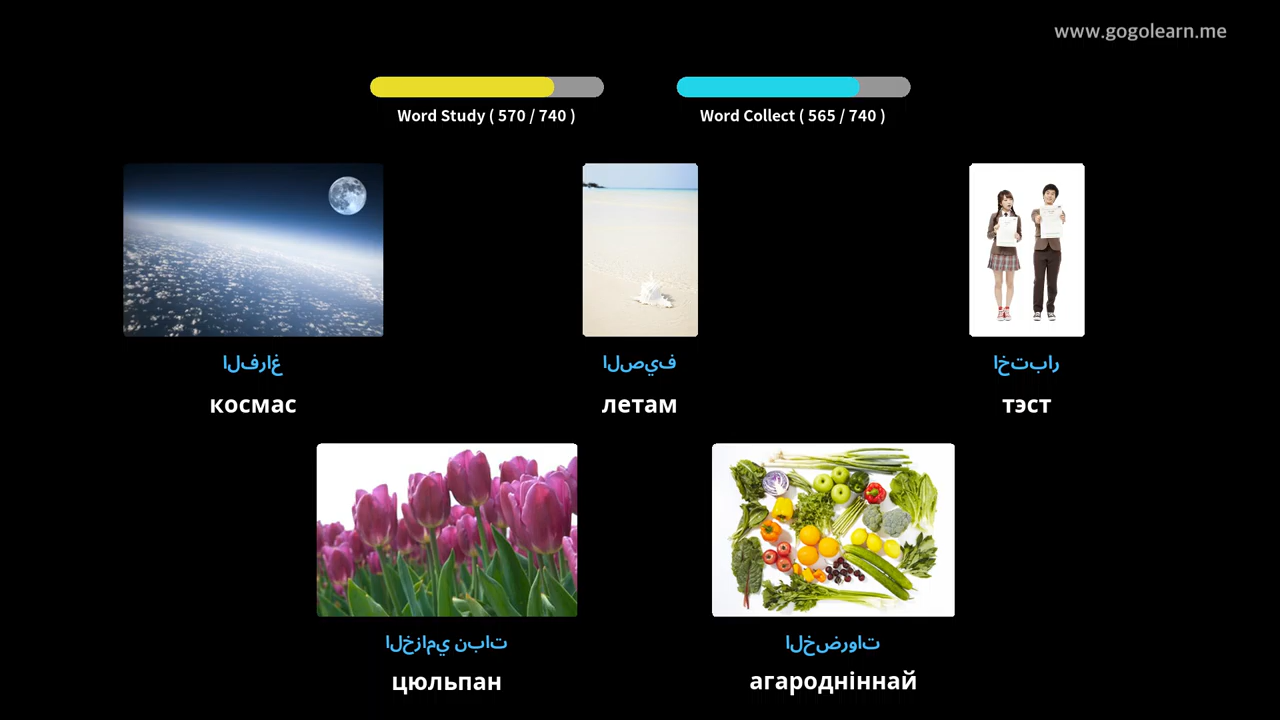 www.gogolearn.me
Word Study ( 570 / 740 )
Word Collect ( 565 / 740 )
الفراغ
космас
الصيف
летам
اختبار
тэст
الخزامي نبات
цюльпан
الخضروات
агародніннай